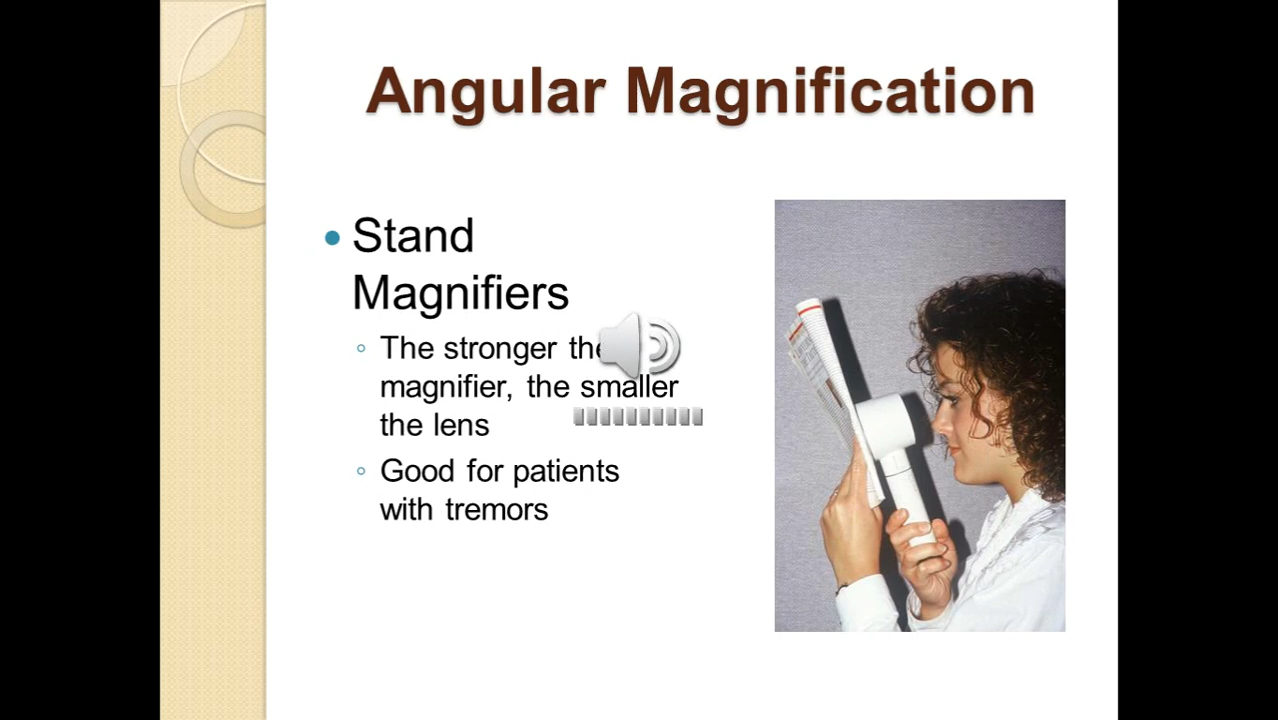 Angular Magnification
Stand
Magnifiers
The stronger the
magnifier, the smaller
the lens
Good for patients
with tremors